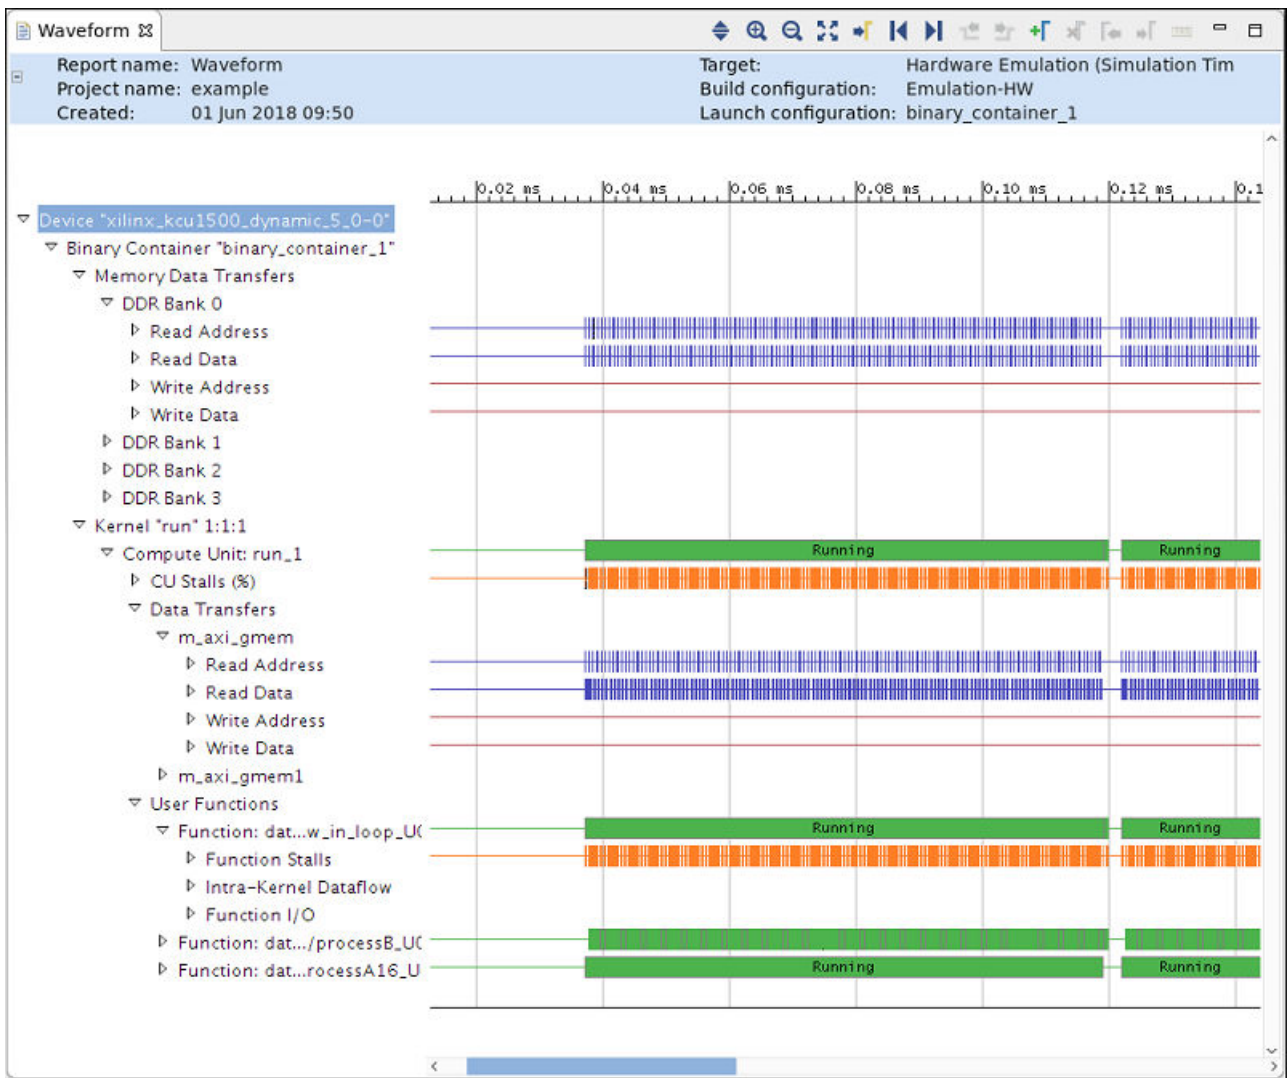 Waveform
Report name: Waveform
Target: Hardware Emulation (Simulation Tim
Project name: example
Build configuration: Emulation-HW
Created: 01 Jun 2018 09:50
Launch configuration: binary_container_1
0.02 ms 0.04 ms 0.06 ms 0.08 ms 0.10 ms 0.12 ms 0.1
Device "xilinx_kcu1500_dynamic_5_0-0"
Binary Container "binary_container_1"
Memory Data Transfers
DDR Bank 0
Read Address
Read Data
Write Address
Write Data
DDR Bank 1
DDR Bank 2
DDR Bank 3
Kernel "run" 1:1:1
Compute Unit: run_1 Running Running
CU Stalls (%)
Data Transfers
m_axi_gmem
Read Address
Read Data
Write Address
Write Data
m_axi_gmem1
User Functions
Function: dat...w_in_loop_U( Running Running
Function Stalls
Intra-Kernel Dataflow
Function I/O
Function: dat.../processB_U(
Function: dat...rocessA16_U Running Running